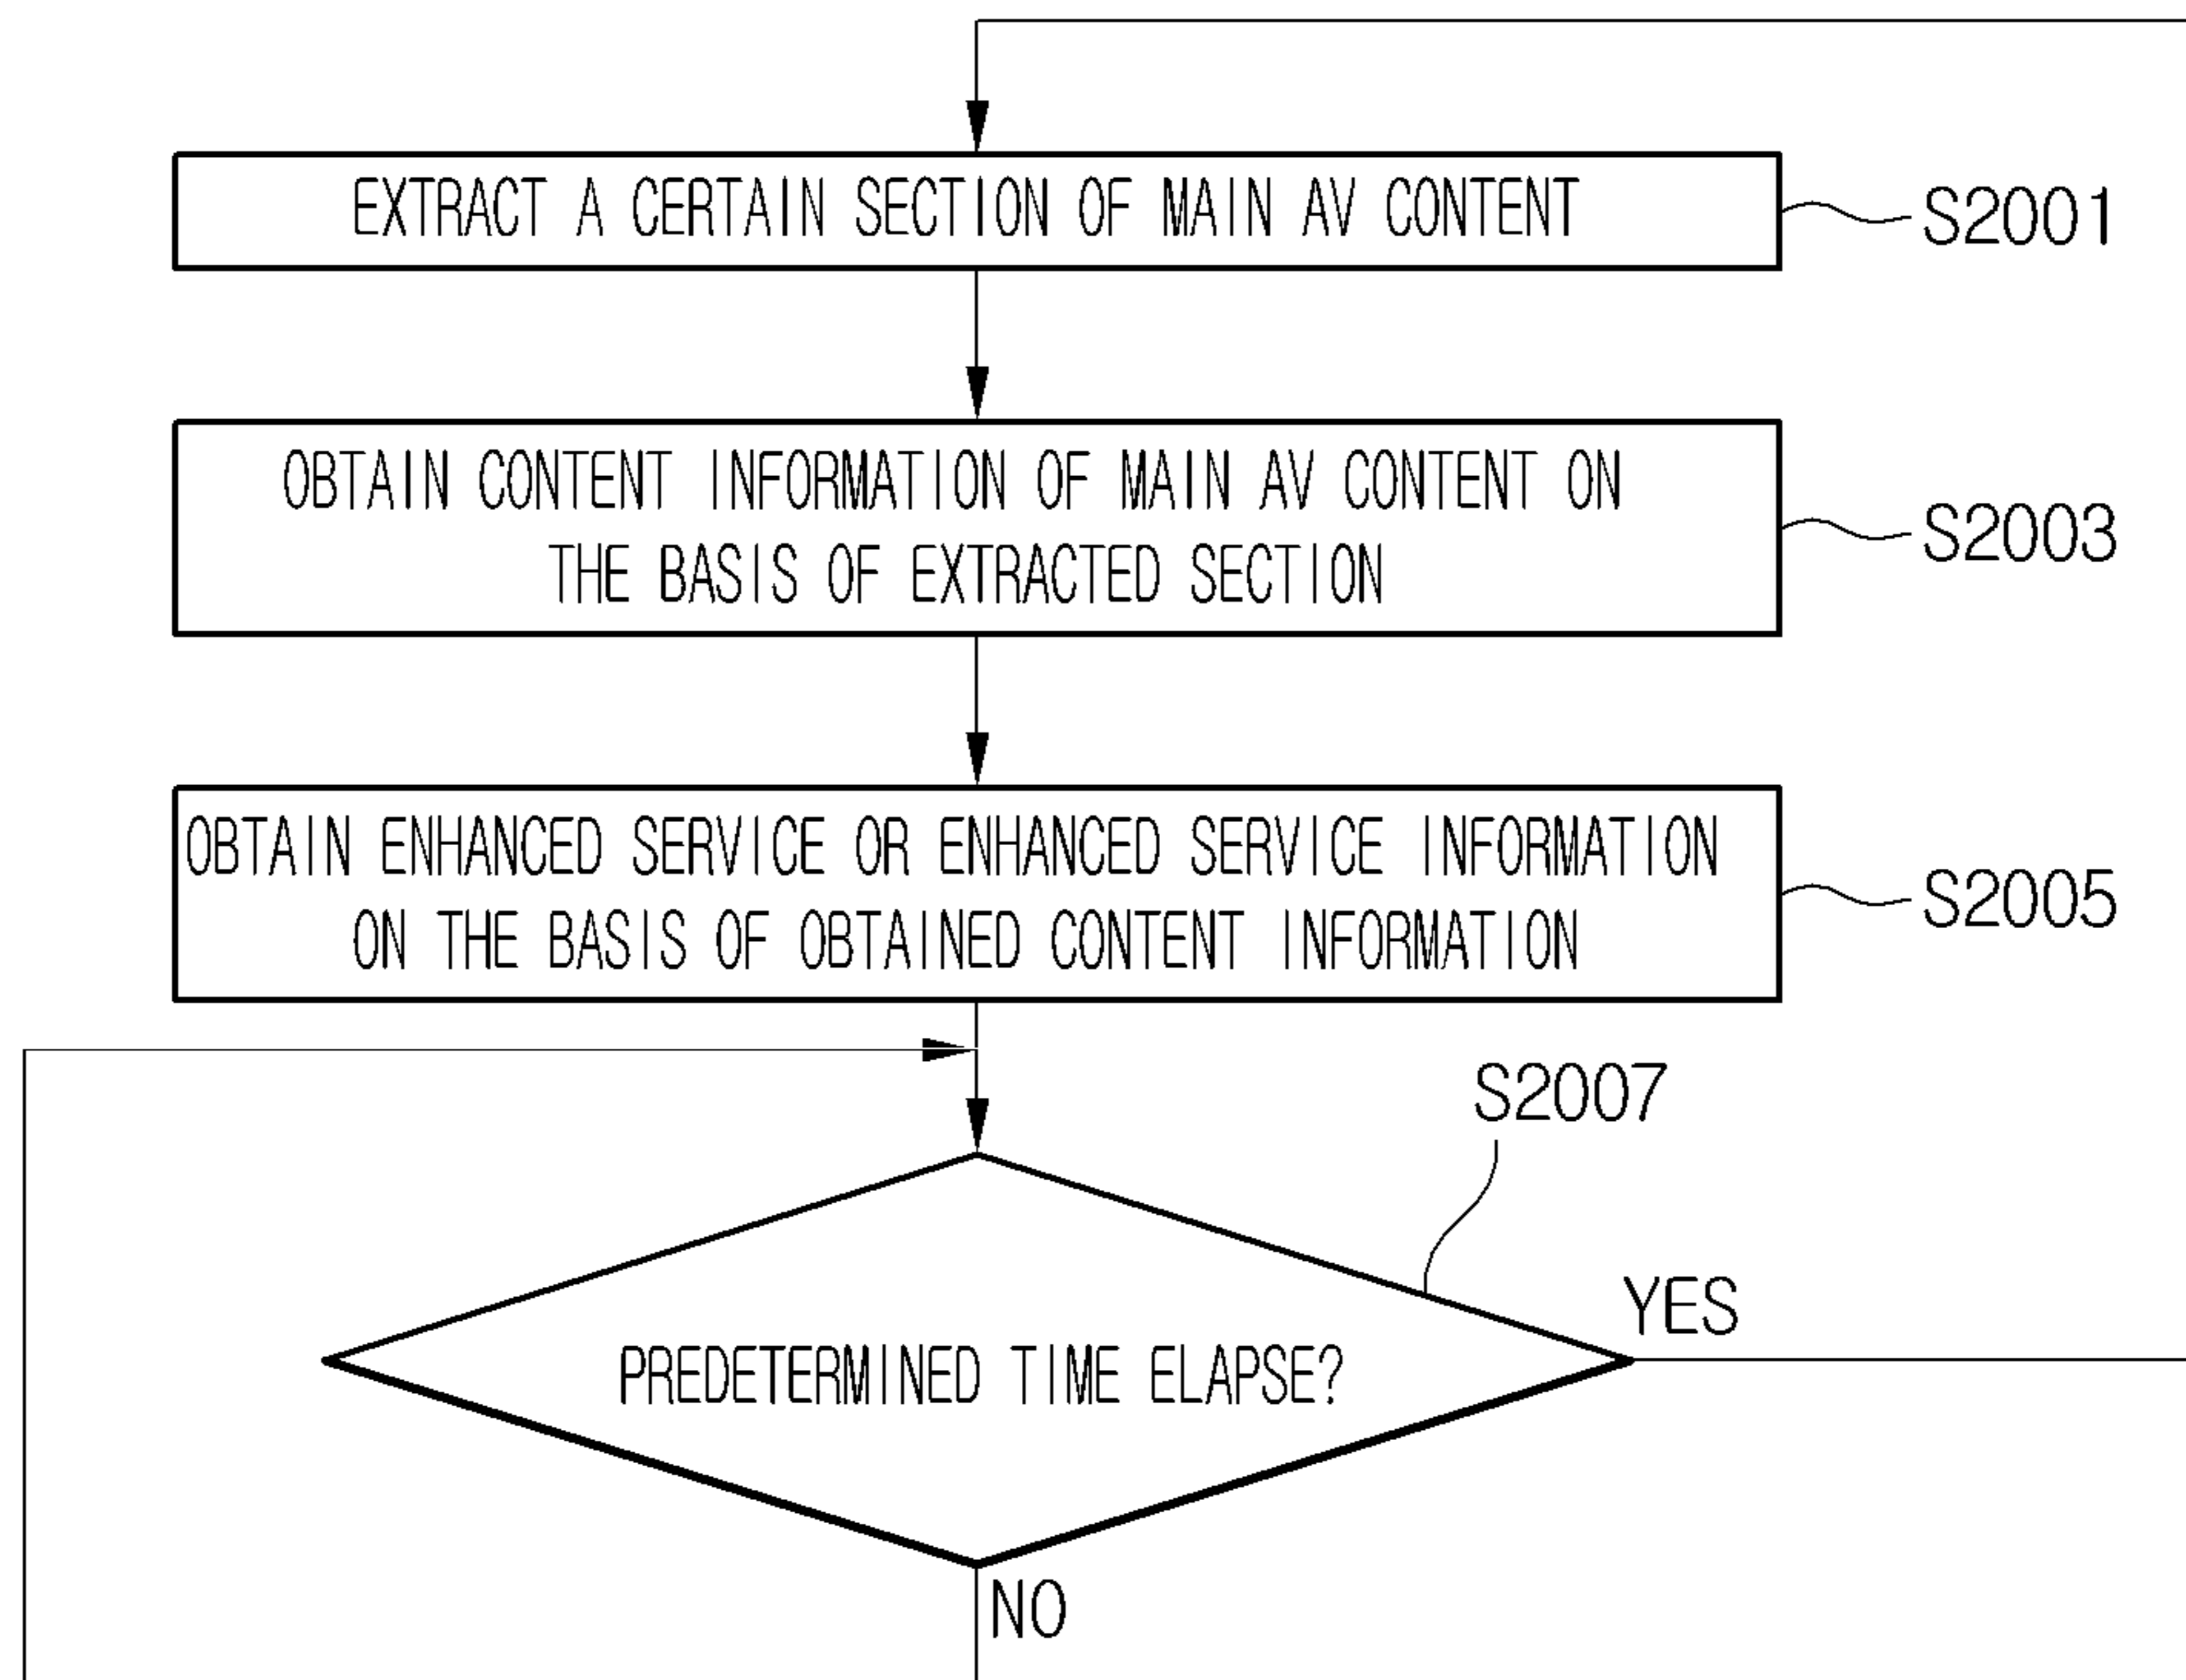 EXTRACT A CERTAIN SECTION OF MAIN AV CONTENT
S2001
OBTAIN CONTENT INFORMATION OF MAIN AV CONTENT ON
THE BASIS OF EXTRACTED SECTION
S2003
OBTAIN ENHANCED SERVICE OR ENHANCED SERVICE INFORMATION
ON THE BASIS OF OBTAINED CONTENT INFORMATION
S2005
S2007
YES
PREDETERMINED TIME ELAPSE?
NO